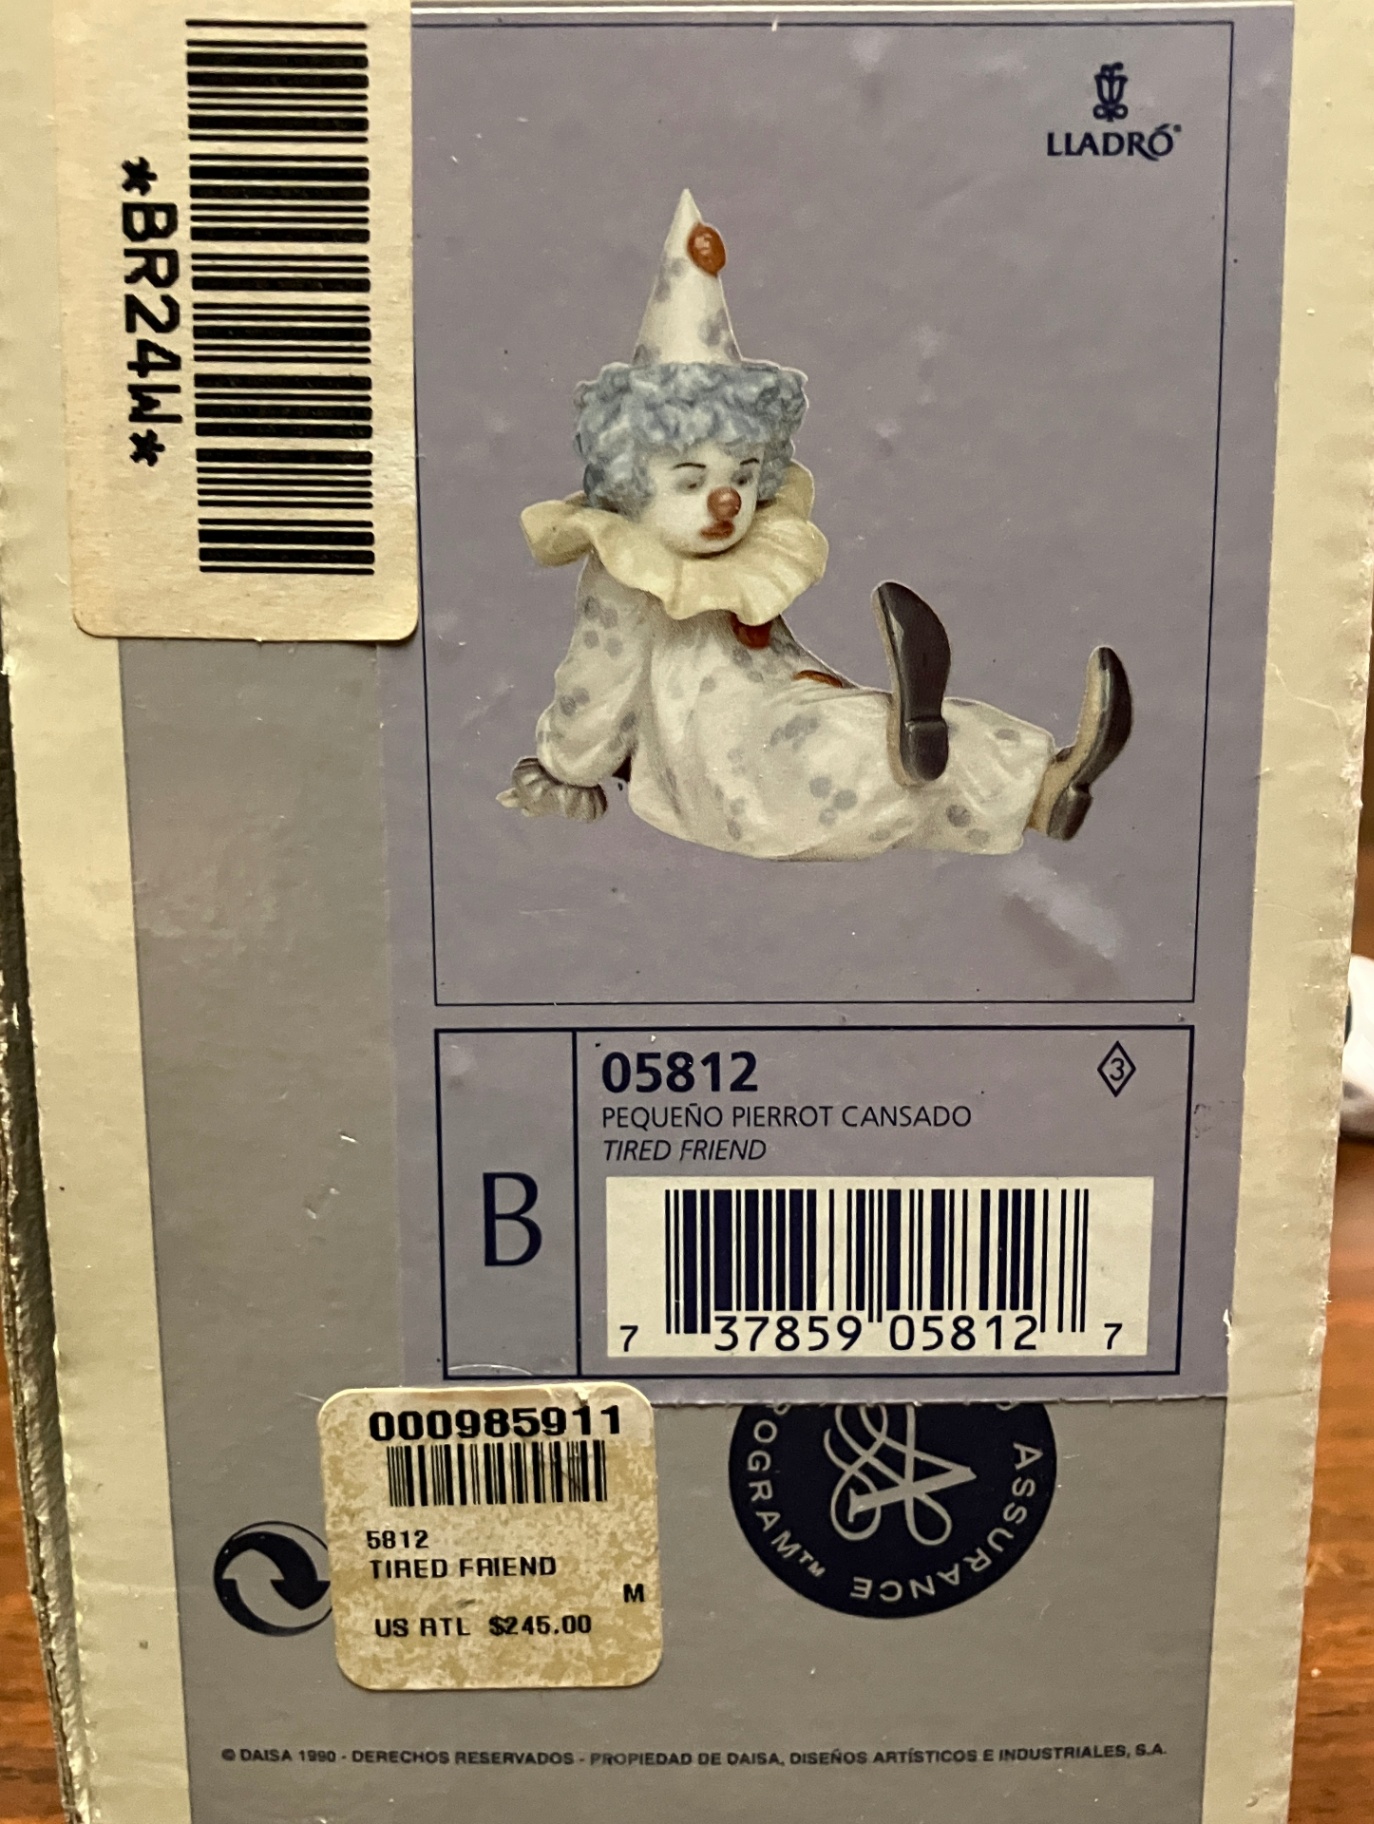 *BR24W*
LLADRÓ®
05812
3
PEQUEÑO PIERROT CANSADO
TIRED FRIEND
B
7 37859 05812 7
000985911
5812
TIRED FRIEND
M
US RTL $245.00
ASSURANCE
OGRAM™
© DAISA 1990 - DERECHOS RESERVADOS - PROPIEDAD DE DAISA, DISEÑOS ARTÍSTICOS E INDUSTRIALES, S.A.